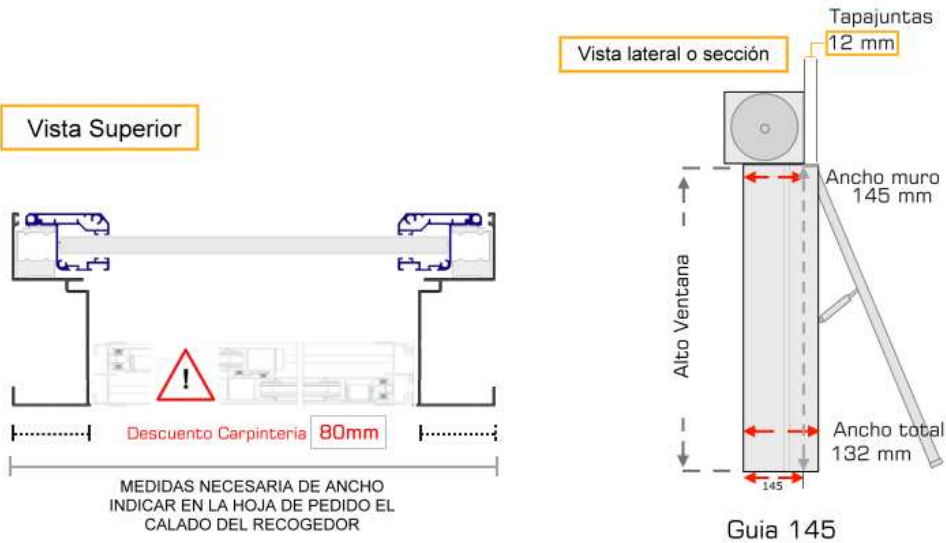 Vista Superior
!
Descuento Carpintería 80mm
MEDIDAS NECESARIA DE ANCHO
INDICAR EN LA HOJA DE PEDIDO EL
CALADO DEL RECOGEDOR
Tapajuntas
12 mm
Vista lateral o sección
Ancho muro
145 mm
Alto Ventana
Ancho total
132 mm
145
Guia 145